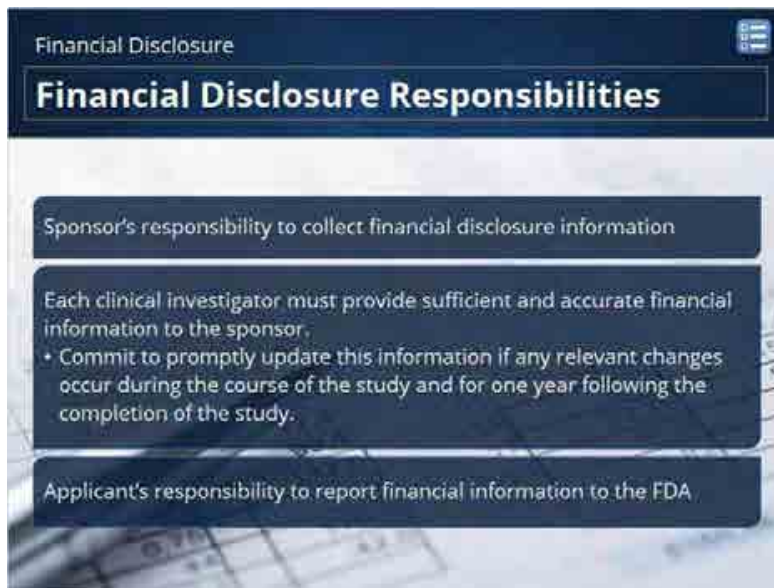 Financial Disclosure
Financial Disclosure Responsibilities
Sponsor's responsibility to collect financial disclosure information
Each clinical investigator must provide sufficient and accurate financial
information to the sponsor.
• Commit to promptly update this information if any relevant changes
occur during the course of the study and for one year following the
completion of the study.
Applicant's responsibility to report financial information to the FDA